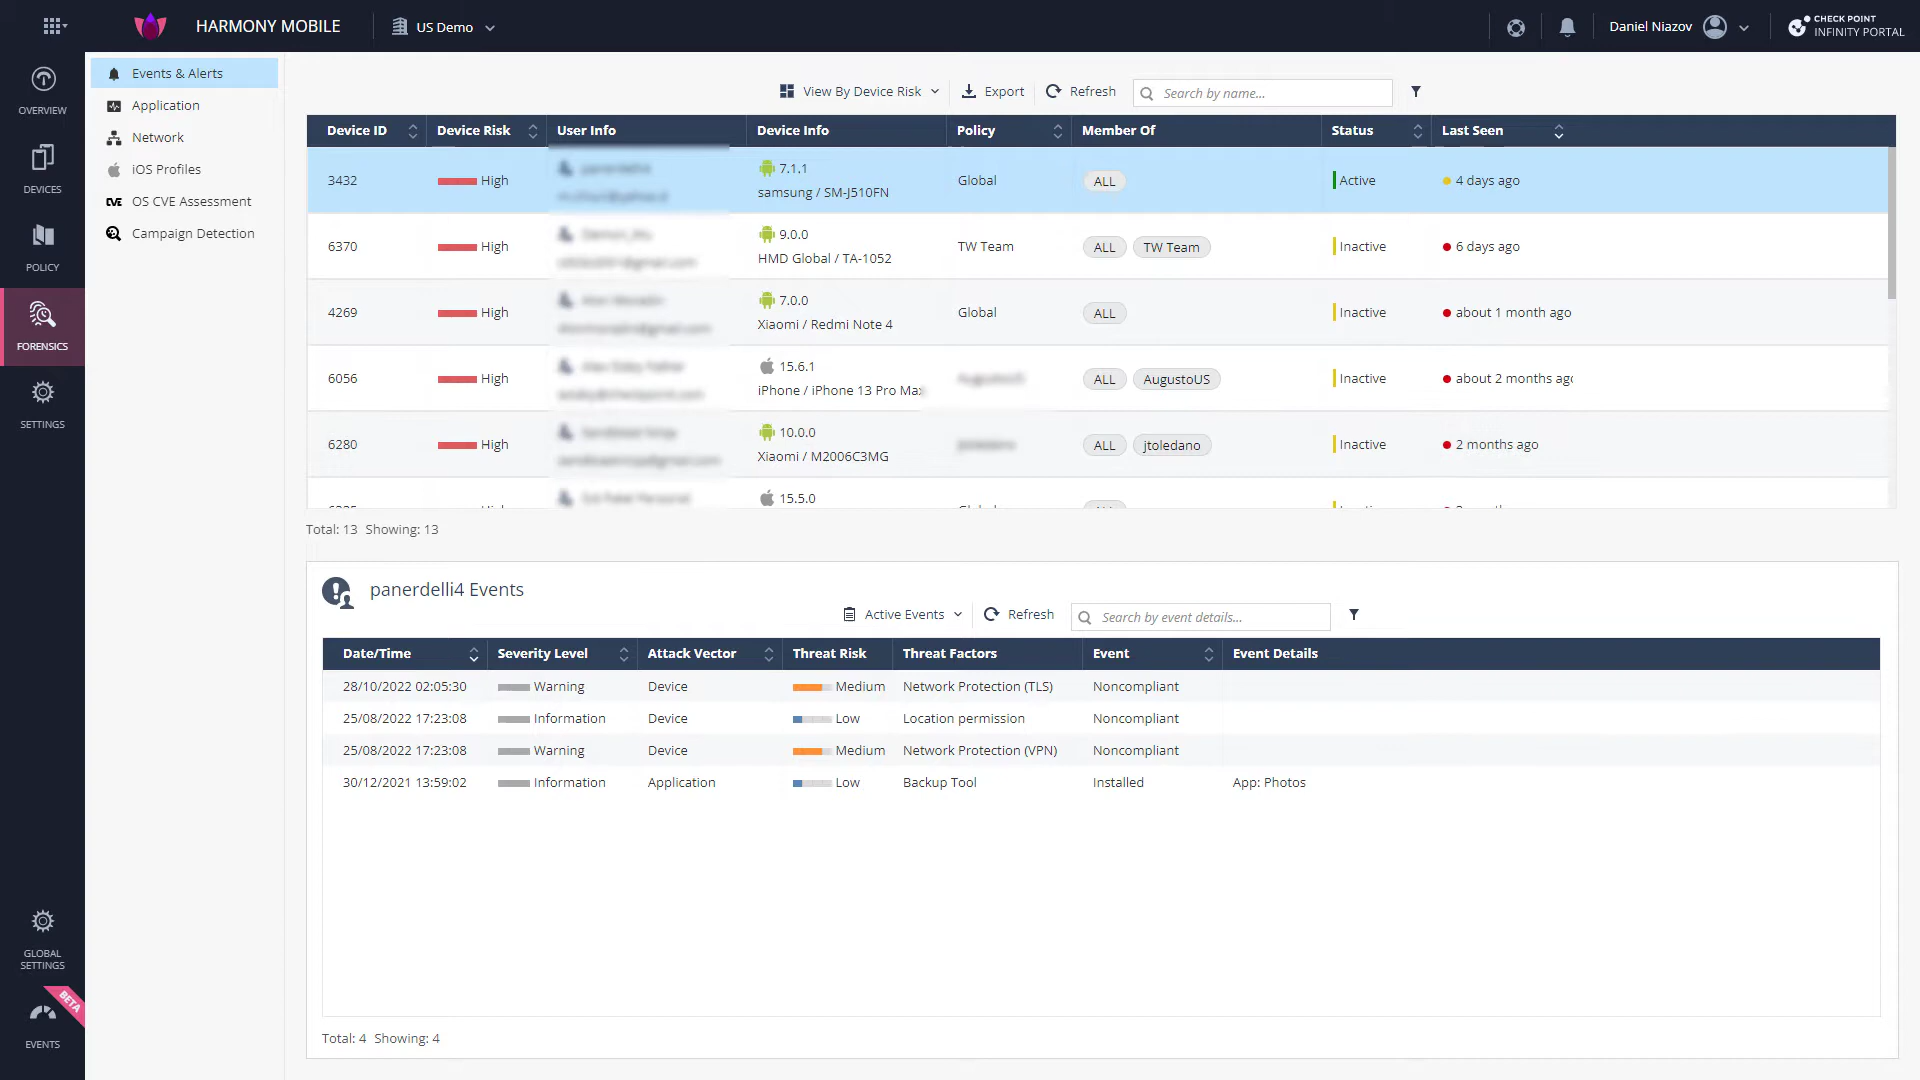 HARMONY MOBILE
US Demo
Daniel Niazov
CHECK POINT
INFINITY PORTAL
OVERVIEW
DEVICES
POLICY
FORENSICS
SETTINGS
GLOBAL
SETTINGS
BETA
EVENTS
Events & Alerts
Application
Network
iOS Profiles
CVE OS CVE Assessment
Campaign Detection
View By Device Risk Export Refresh Search by name...
Device ID Device Risk User Info Device Info Policy Member Of Status Last Seen
3432 High 7.1.1 Global ALL Active 4 days ago
samsung / SM-J510FN
6370 High 9.0.0 TW Team ALL TW Team Inactive 6 days ago
HMD Global / TA-1052
4269 High 7.0.0 Global ALL Inactive about 1 month ago
Xiaomi / Redmi Note 4
6056 High 15.6.1 ALL AugustoUS Inactive about 2 months ago
iPhone / iPhone 13 Pro Max
6280 High 10.0.0 ALL jtoledano Inactive 2 months ago
Xiaomi / M2006C3MG
15.5.0
Total: 13 Showing: 13
panerdelli4 Events
Active Events Refresh Search by event details...
Date/Time Severity Level Attack Vector Threat Risk Threat Factors Event Event Details
28/10/2022 02:05:30 Warning Device Medium Network Protection (TLS) Noncompliant
25/08/2022 17:23:08 Information Device Low Location permission Noncompliant
25/08/2022 17:23:08 Warning Device Medium Network Protection (VPN) Noncompliant
30/12/2021 13:59:02 Information Application Low Backup Tool Installed App: Photos
Total: 4 Showing: 4